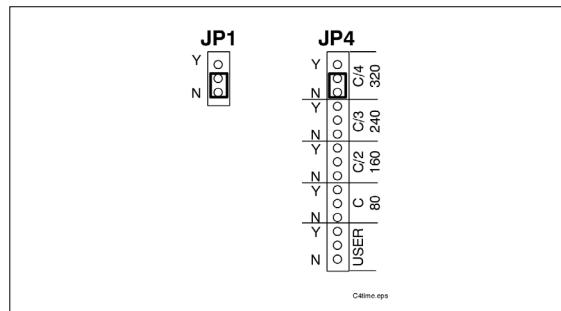 JP1
Y
N
JP4
Y
N
C/4
320
Y
N
C/3
240
Y
N
C/2
160
Y
N
C
80
Y
N
USER
C4time.eps